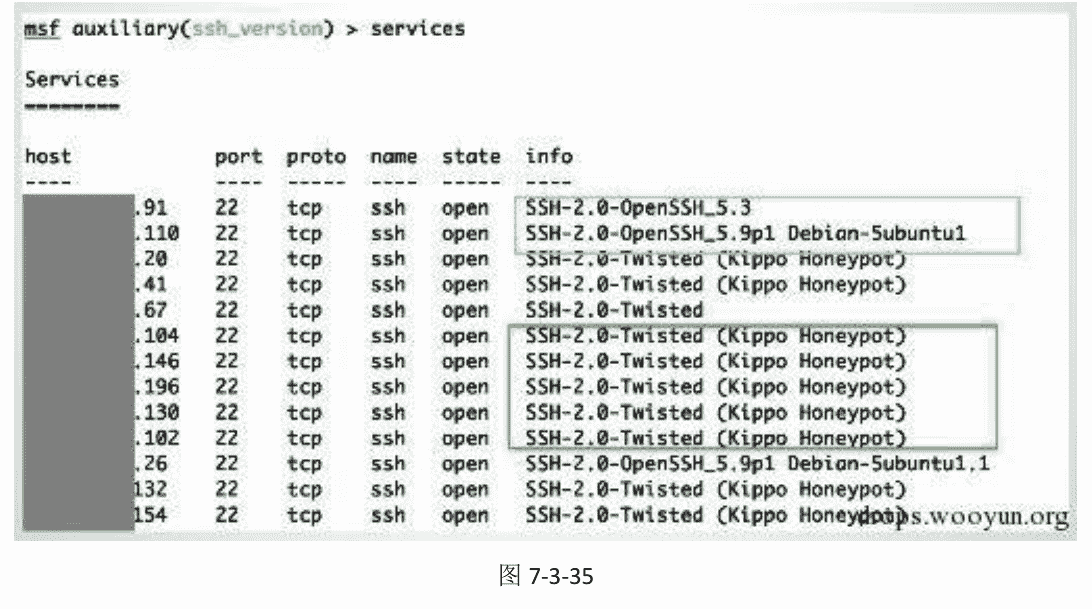 msf auxiliary(ssh_version) > services
Services
========
host port proto name state info
---- ---- ----- ---- ----- ----
.91 22 tcp ssh open SSH-2.0-OpenSSH_5.3
.110 22 tcp ssh open SSH-2.0-OpenSSH_5.9p1 Debian-5ubuntu1
.20 22 tcp ssh open SSH-2.0-Twisted (Kippo Honeypot)
.41 22 tcp ssh open SSH-2.0-Twisted (Kippo Honeypot)
.67 22 tcp ssh open SSH-2.0-Twisted
.104 22 tcp ssh open SSH-2.0-Twisted (Kippo Honeypot)
.146 22 tcp ssh open SSH-2.0-Twisted (Kippo Honeypot)
.196 22 tcp ssh open SSH-2.0-Twisted (Kippo Honeypot)
.130 22 tcp ssh open SSH-2.0-Twisted (Kippo Honeypot)
.102 22 tcp ssh open SSH-2.0-Twisted (Kippo Honeypot)
.26 22 tcp ssh open SSH-2.0-OpenSSH_5.9p1 Debian-5ubuntu1.1
132 22 tcp ssh open SSH-2.0-Twisted (Kippo Honeypot)
154 22 tcp ssh open SSH-2.0-Twisted (Kippo Honeypot)
drops.wooyun.org
图 7-3-35